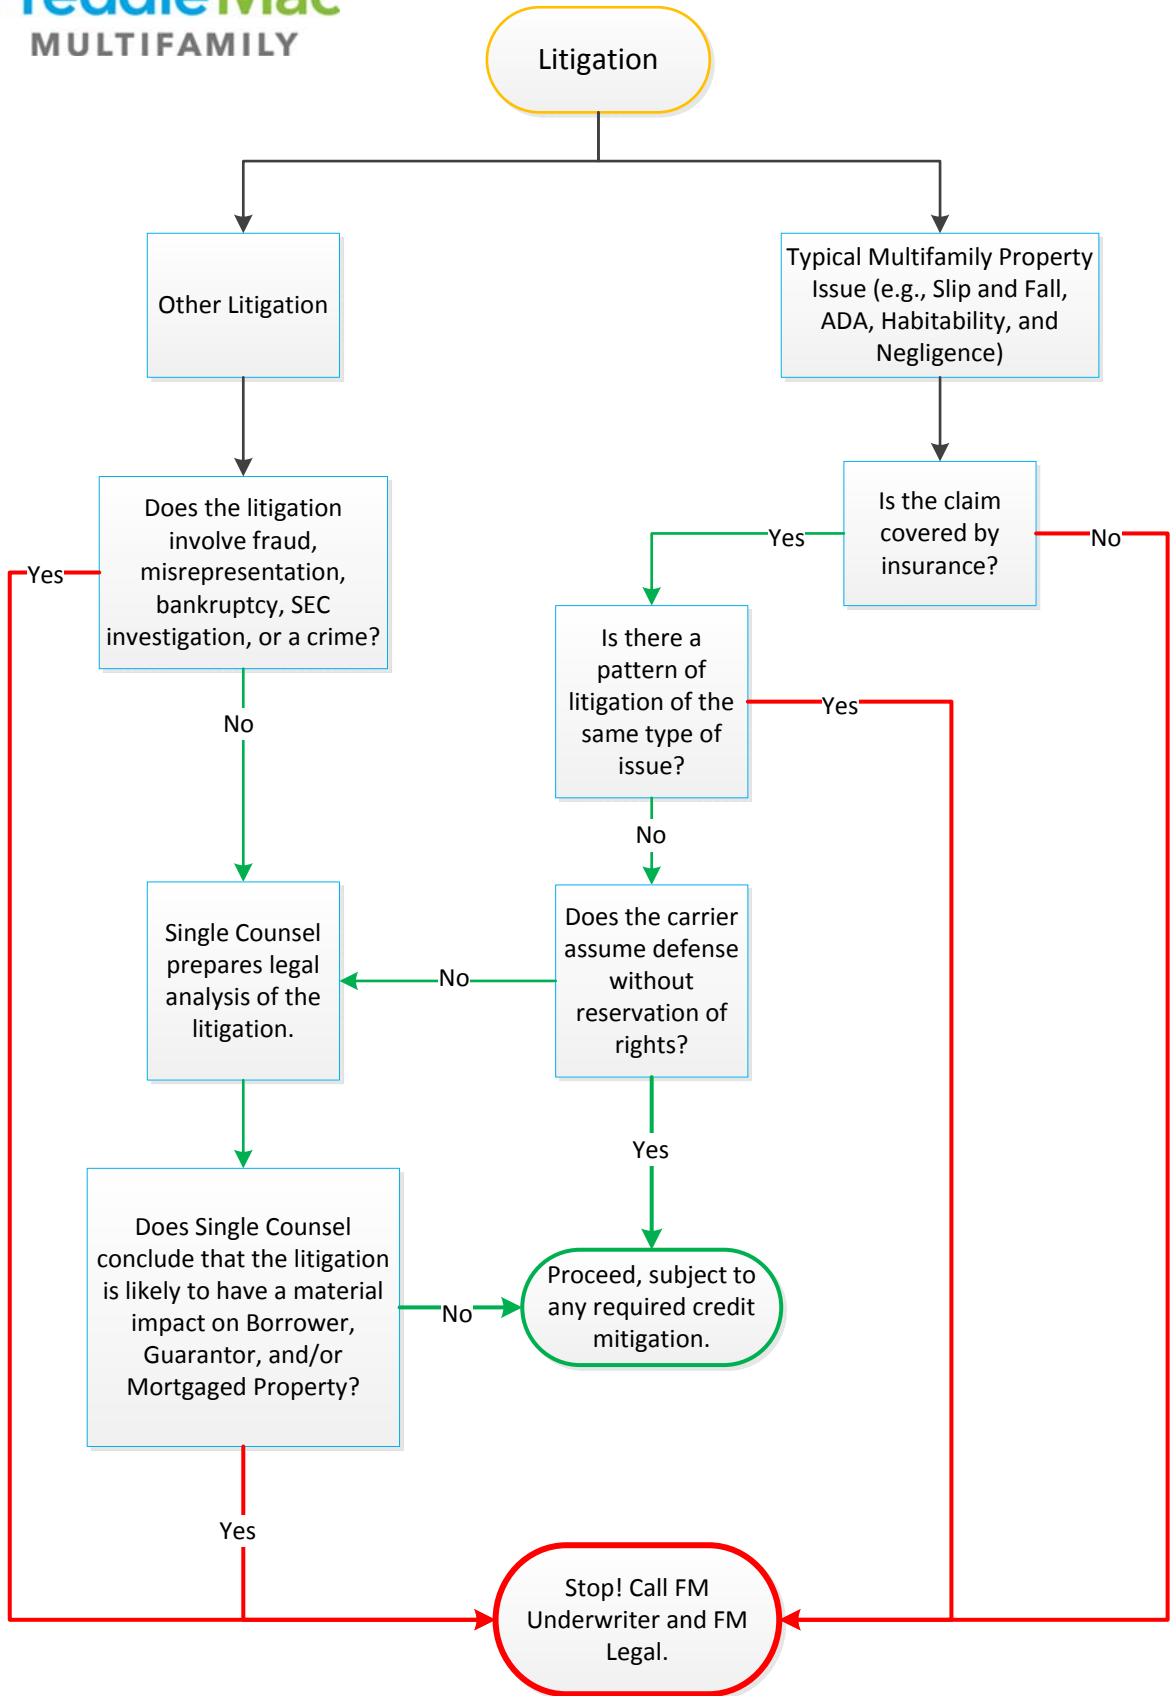 reddieMac
MULTIFAMILY
Litigation
Other Litigation
Typical Multifamily Property
Issue (e.g., Slip and Fall,
ADA, Habitability, and
Negligence)
Does the litigation
involve fraud,
misrepresentation,
bankruptcy, SEC
investigation, or a crime?
Is the claim
covered by
insurance?
Yes
No
Yes
Is there a
pattern of
litigation of the
same type of
issue?
Yes
No
No
Single Counsel
prepares legal
analysis of the
litigation.
No
Does the carrier
assume defense
without
reservation of
rights?
Yes
Does Single Counsel
conclude that the litigation
is likely to have a material
impact on Borrower,
Guarantor, and/or
Mortgaged Property?
No
Proceed, subject to
any required credit
mitigation.
Yes
Stop! Call FM
Underwriter and FM
Legal.